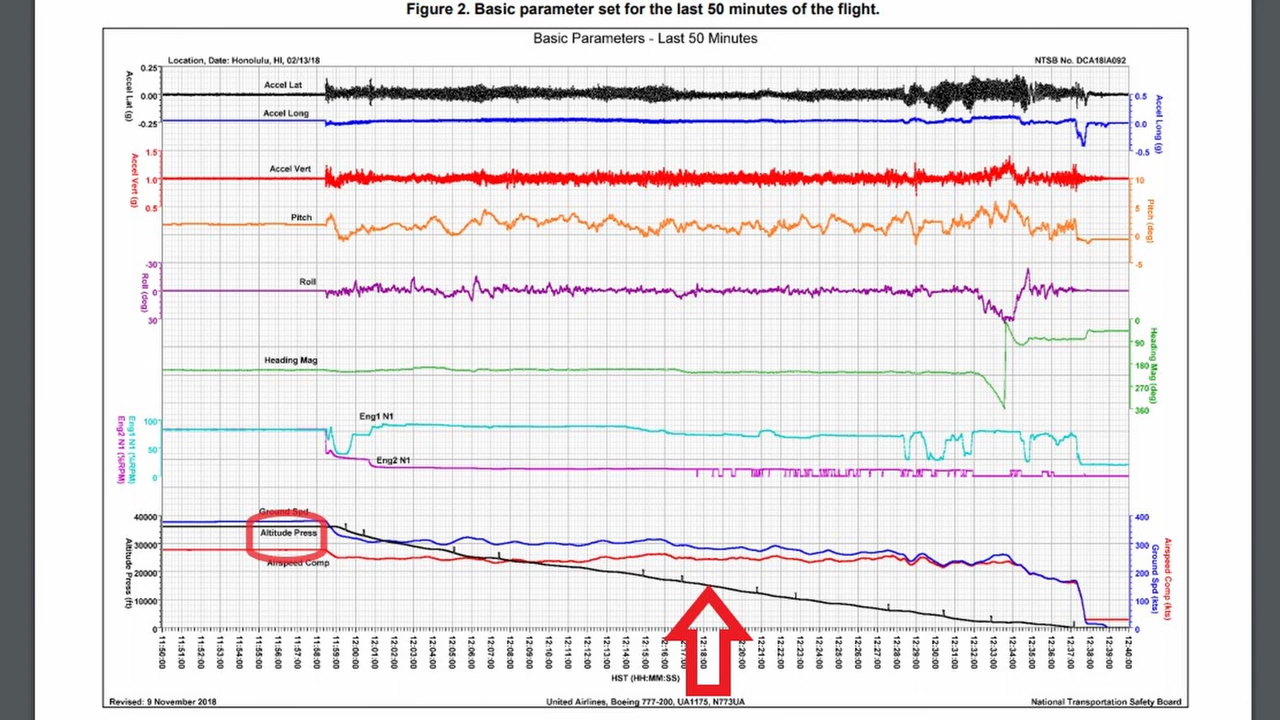 Figure 2. Basic parameter set for the last 50 minutes of the flight.
Basic Parameters - Last 50 Minutes
Location, Date: Honolulu, HI, 02/13/18
NTSB No. DCA18IA092
0.25
0.00
-0.25
Accel Lat (g)
Accel Lat
Accel Long
0.5
0.0
-0.5
Accel Long (g)
1.5
1.0
0.5
Accel Vert (g)
Accel Vert
Pitch
10
5
0
-5
Pitch (deg)
-30
0
30
Roll (deg)
Roll
0
90
180
270
360
Heading Mag (deg)
Heading Mag
Eng1 N1
Eng2 N1
100
50
0
Eng1 N1 (%RPM)
Eng2 N1 (%RPM)
Ground Spd
Altitude Press
Airspeed Comp
40000
30000
20000
10000
0
Altitude Press (ft)
400
300
200
100
0
Ground Spd (kts)
Airspeed Comp (kts)
11:50:00
11:51:00
11:52:00
11:53:00
11:54:00
11:55:00
11:56:00
11:57:00
11:58:00
11:59:00
12:00:00
12:01:00
12:02:00
12:03:00
12:04:00
12:05:00
12:06:00
12:07:00
12:08:00
12:09:00
12:10:00
12:11:00
12:12:00
12:13:00
12:14:00
12:15:00
12:16:00
12:18:00
12:21:00
12:22:00
12:23:00
12:24:00
12:25:00
12:26:00
12:27:00
12:28:00
12:29:00
12:30:00
12:31:00
12:32:00
12:33:00
12:34:00
12:35:00
12:36:00
12:37:00
12:38:00
12:39:00
12:40:00
HST (HH:MM:SS)
Revised: 9 November 2018
United Airlines, Boeing 777-200, UA1175, N773UA
National Transportation Safety Board